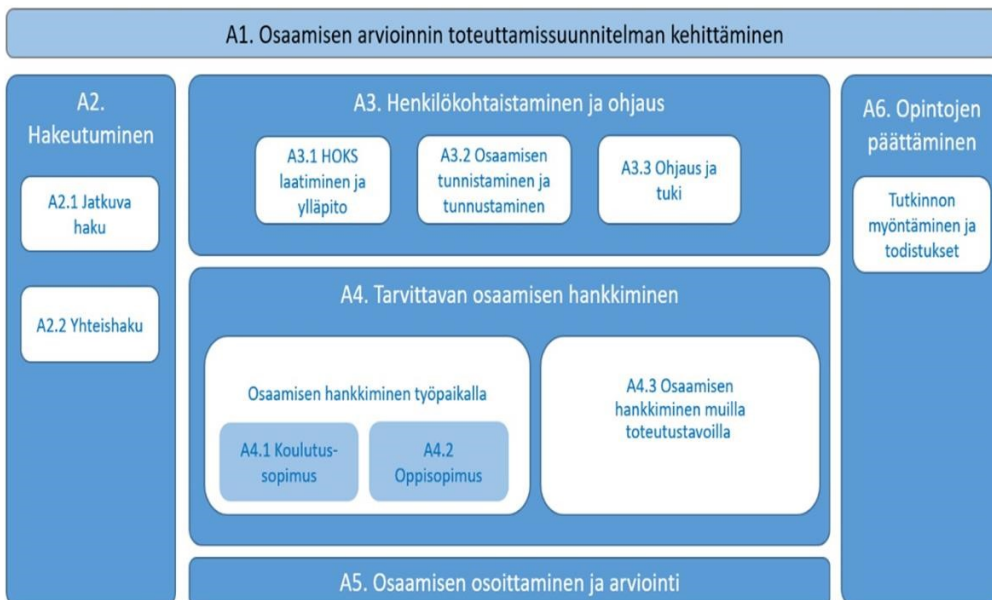 A1. Osaamisen arvioinnin toteuttamissuunnitelman kehittäminen
A2.
Hakeutuminen
A2.1 Jatkuva
haku
A2.2 Yhteishaku
A3. Henkilökohtaistaminen ja ohjaus
A3.1 HOKS
laatiminen ja
ylläpito
A3.2 Osaamisen
tunnistaminen ja
tunnustaminen
A3.3 Ohjaus ja
tuki
A4. Tarvittavan osaamisen hankkiminen
Osaamisen hankkiminen työpaikalla
A4.1 Koulutus-
sopimus
A4.2
Oppisopimus
A4.3 Osaamisen
hankkiminen muilla
toteutustavoilla
A5. Osaamisen osoittaminen ja arviointi
A6. Opintojen
päättäminen
Tutkinnon
myöntäminen ja
todistukset